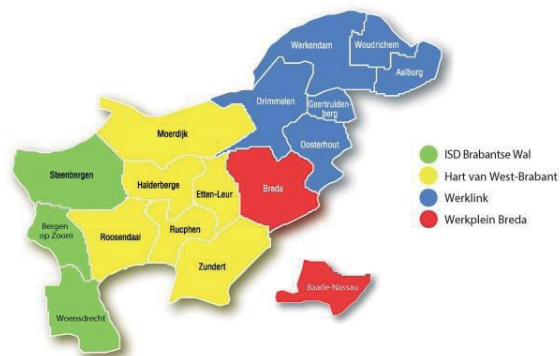 Werkendam
Woudrichem
Aalburg
Drimmelen
Geertruiden
berg
Oosterhout
Moerdijk
Steenbergen
Halderberge
Etten-Leur
Breda
Bergen
op Zoom
Roosendaal
Rucphen
Zundert
Woensdrecht
Baarle-Nassau
ISD Brabantse Wal
Hart van West-Brabant
Werklink
Werkplein Breda